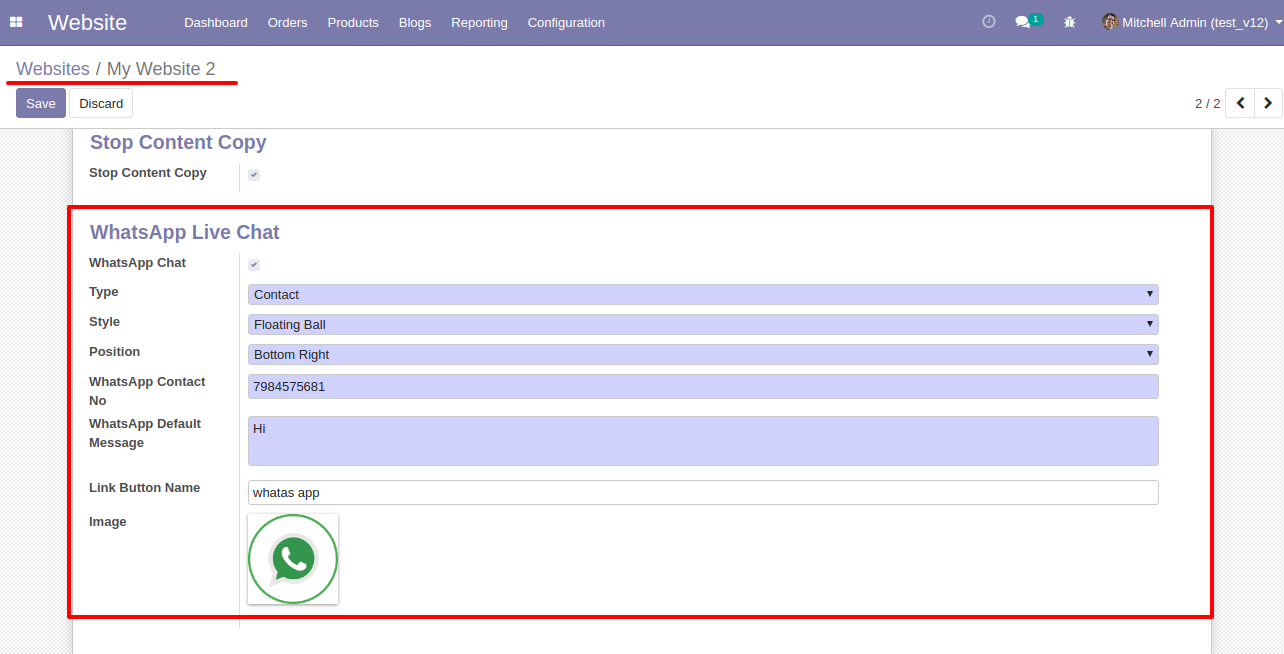 Website Dashboard Orders Products Blogs Reporting Configuration 1 Mitchell Admin (test_v12)
Websites / My Website 2
Save Discard 2 / 2
Stop Content Copy
Stop Content Copy
WhatsApp Live Chat
WhatsApp Chat
Type Contact
Style Floating Ball
Position Bottom Right
WhatsApp Contact No 7984575681
WhatsApp Default Message Hi
Link Button Name whatas app
Image